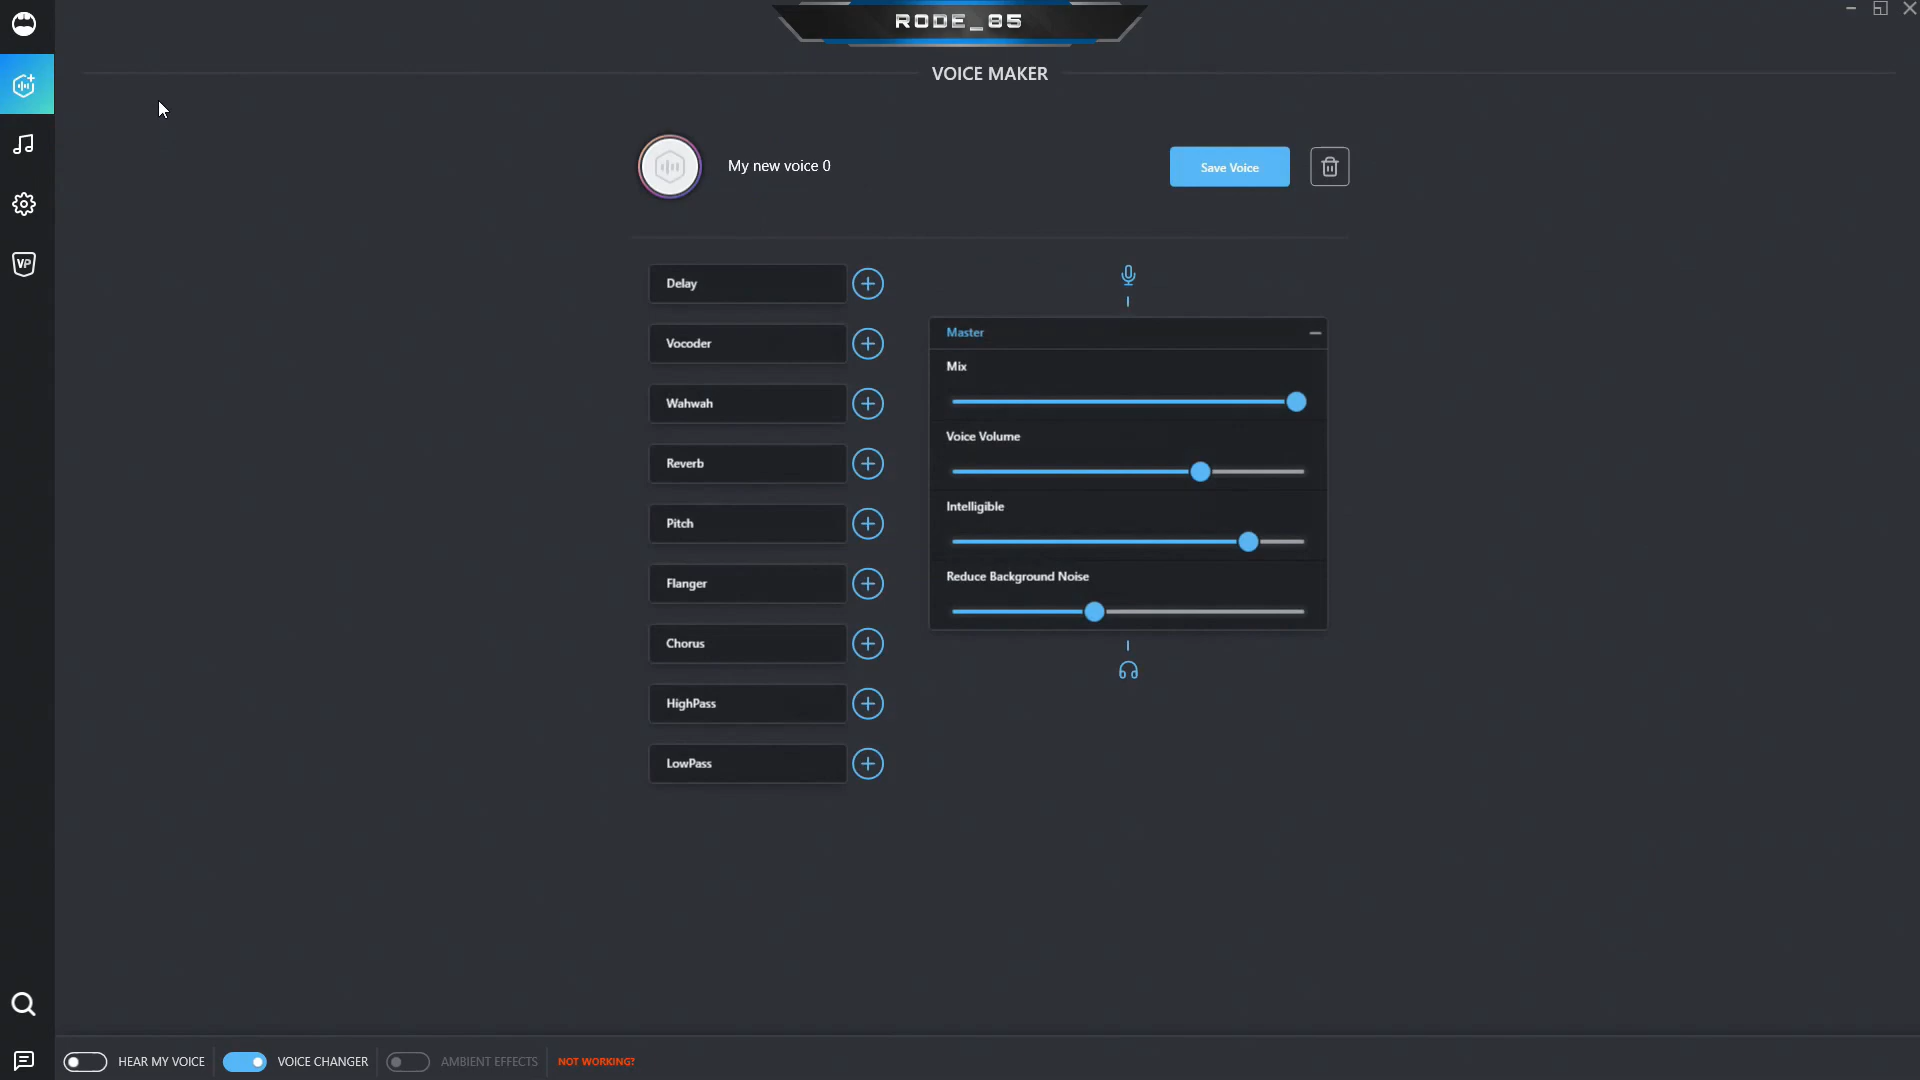 RODE_85
VOICE MAKER
My new voice 0
Save Voice
Delay
Vocoder
Wahwah
Reverb
Pitch
Flanger
Chorus
HighPass
LowPass
Master
Mix
Voice Volume
Intelligible
Reduce Background Noise
VP
HEAR MY VOICE
VOICE CHANGER
AMBIENT EFFECTS
NOT WORKING?